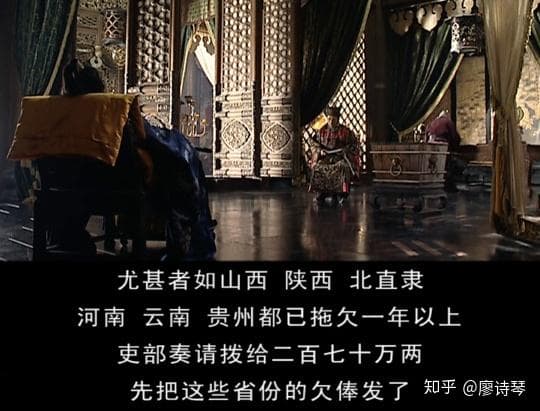 尤甚者如山西 陕西 北直隶
河南 云南 贵州都已拖欠一年以上
吏部奏请拨给二百七十万两
先把这些省份的欠俸发了
知乎 @廖诗琴